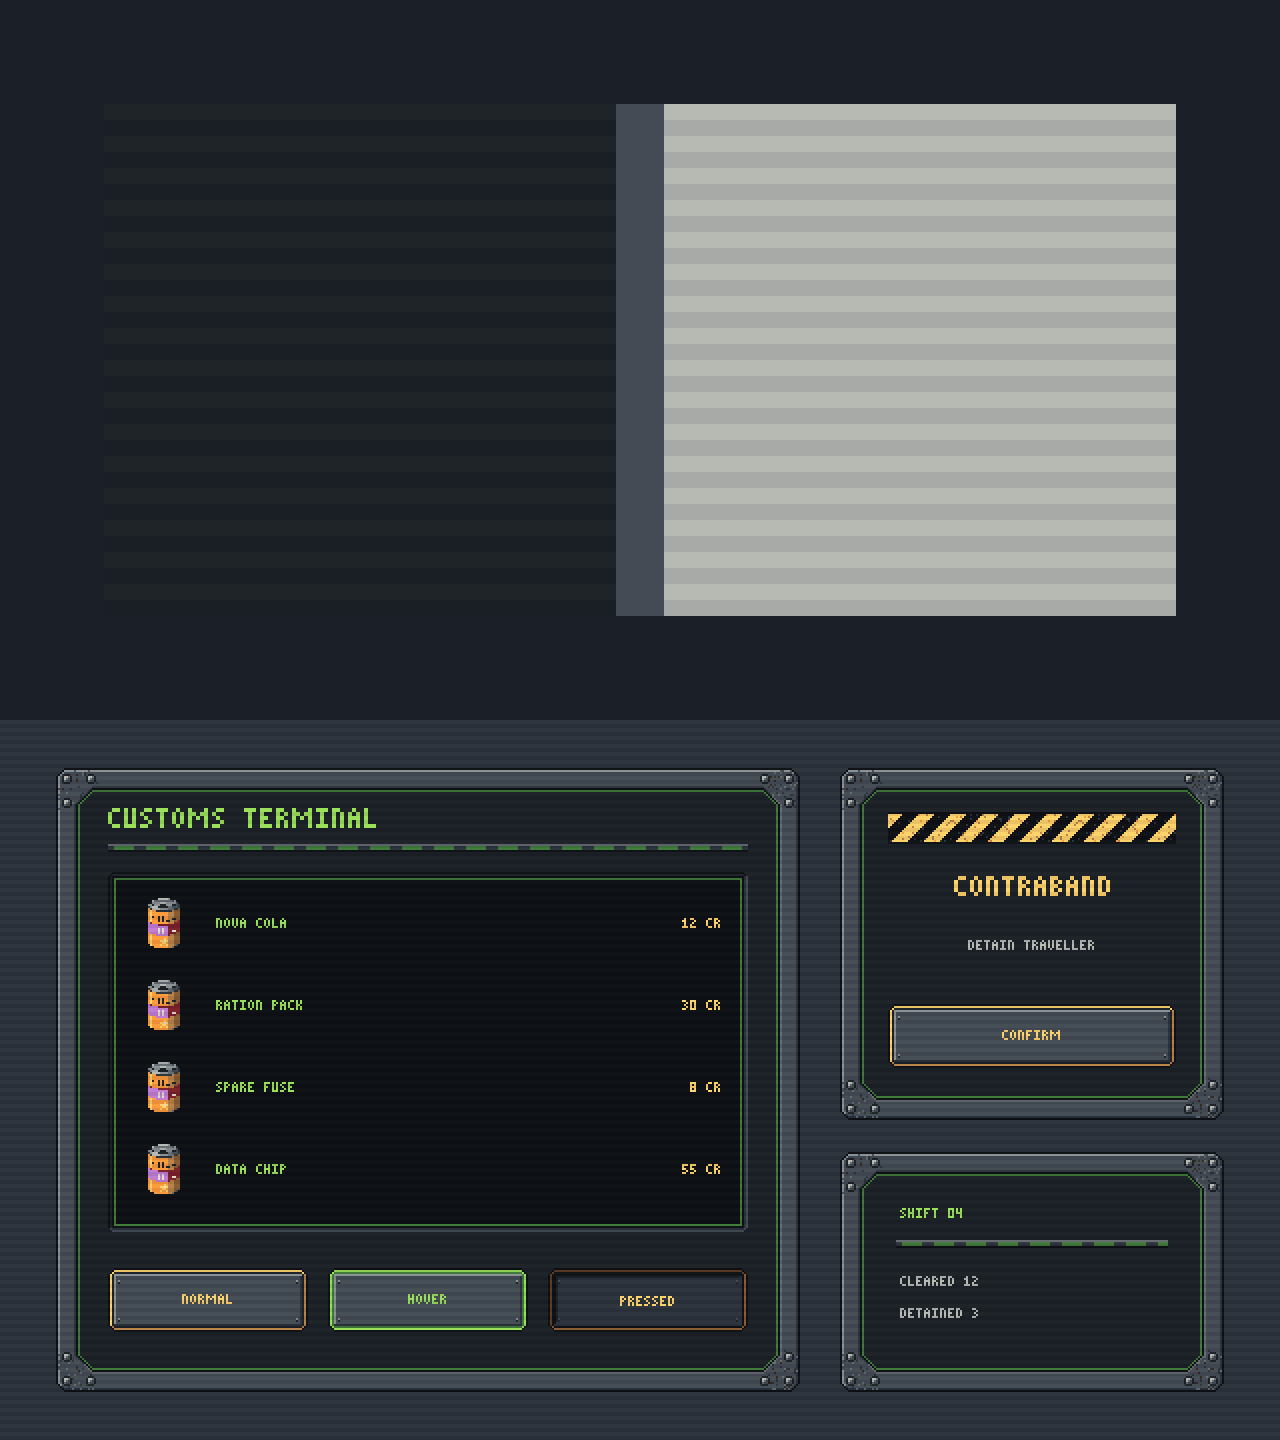 CUSTOMS TERMINAL
NOVA COLA 12 CR
RATION PACK 30 CR
SPARE FUSE 8 CR
DATA CHIP 55 CR
NORMAL HOVER PRESSED
CONTRABAND
DETAIN TRAVELLER
CONFIRM
SHIFT 04
CLEARED 12
DETAINED 3